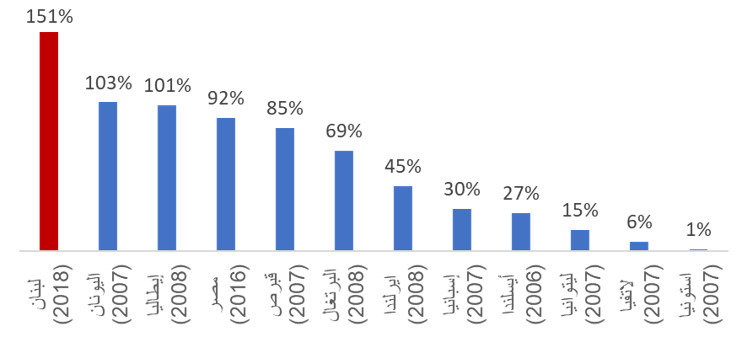 151%
103%
101%
92%
85%
69%
45%
30%
27%
15%
6%
1%
لبنان
(2018)
اليونان
(2007)
إيطاليا
(2008)
مصر
(2016)
قبرص
(2007)
البرتغال
(2008)
ايرلندا
(2008)
إسبانيا
(2007)
أيسلندا
(2006)
ليتوانيا
(2007)
لاتفيا
(2007)
استونيا
(2007)